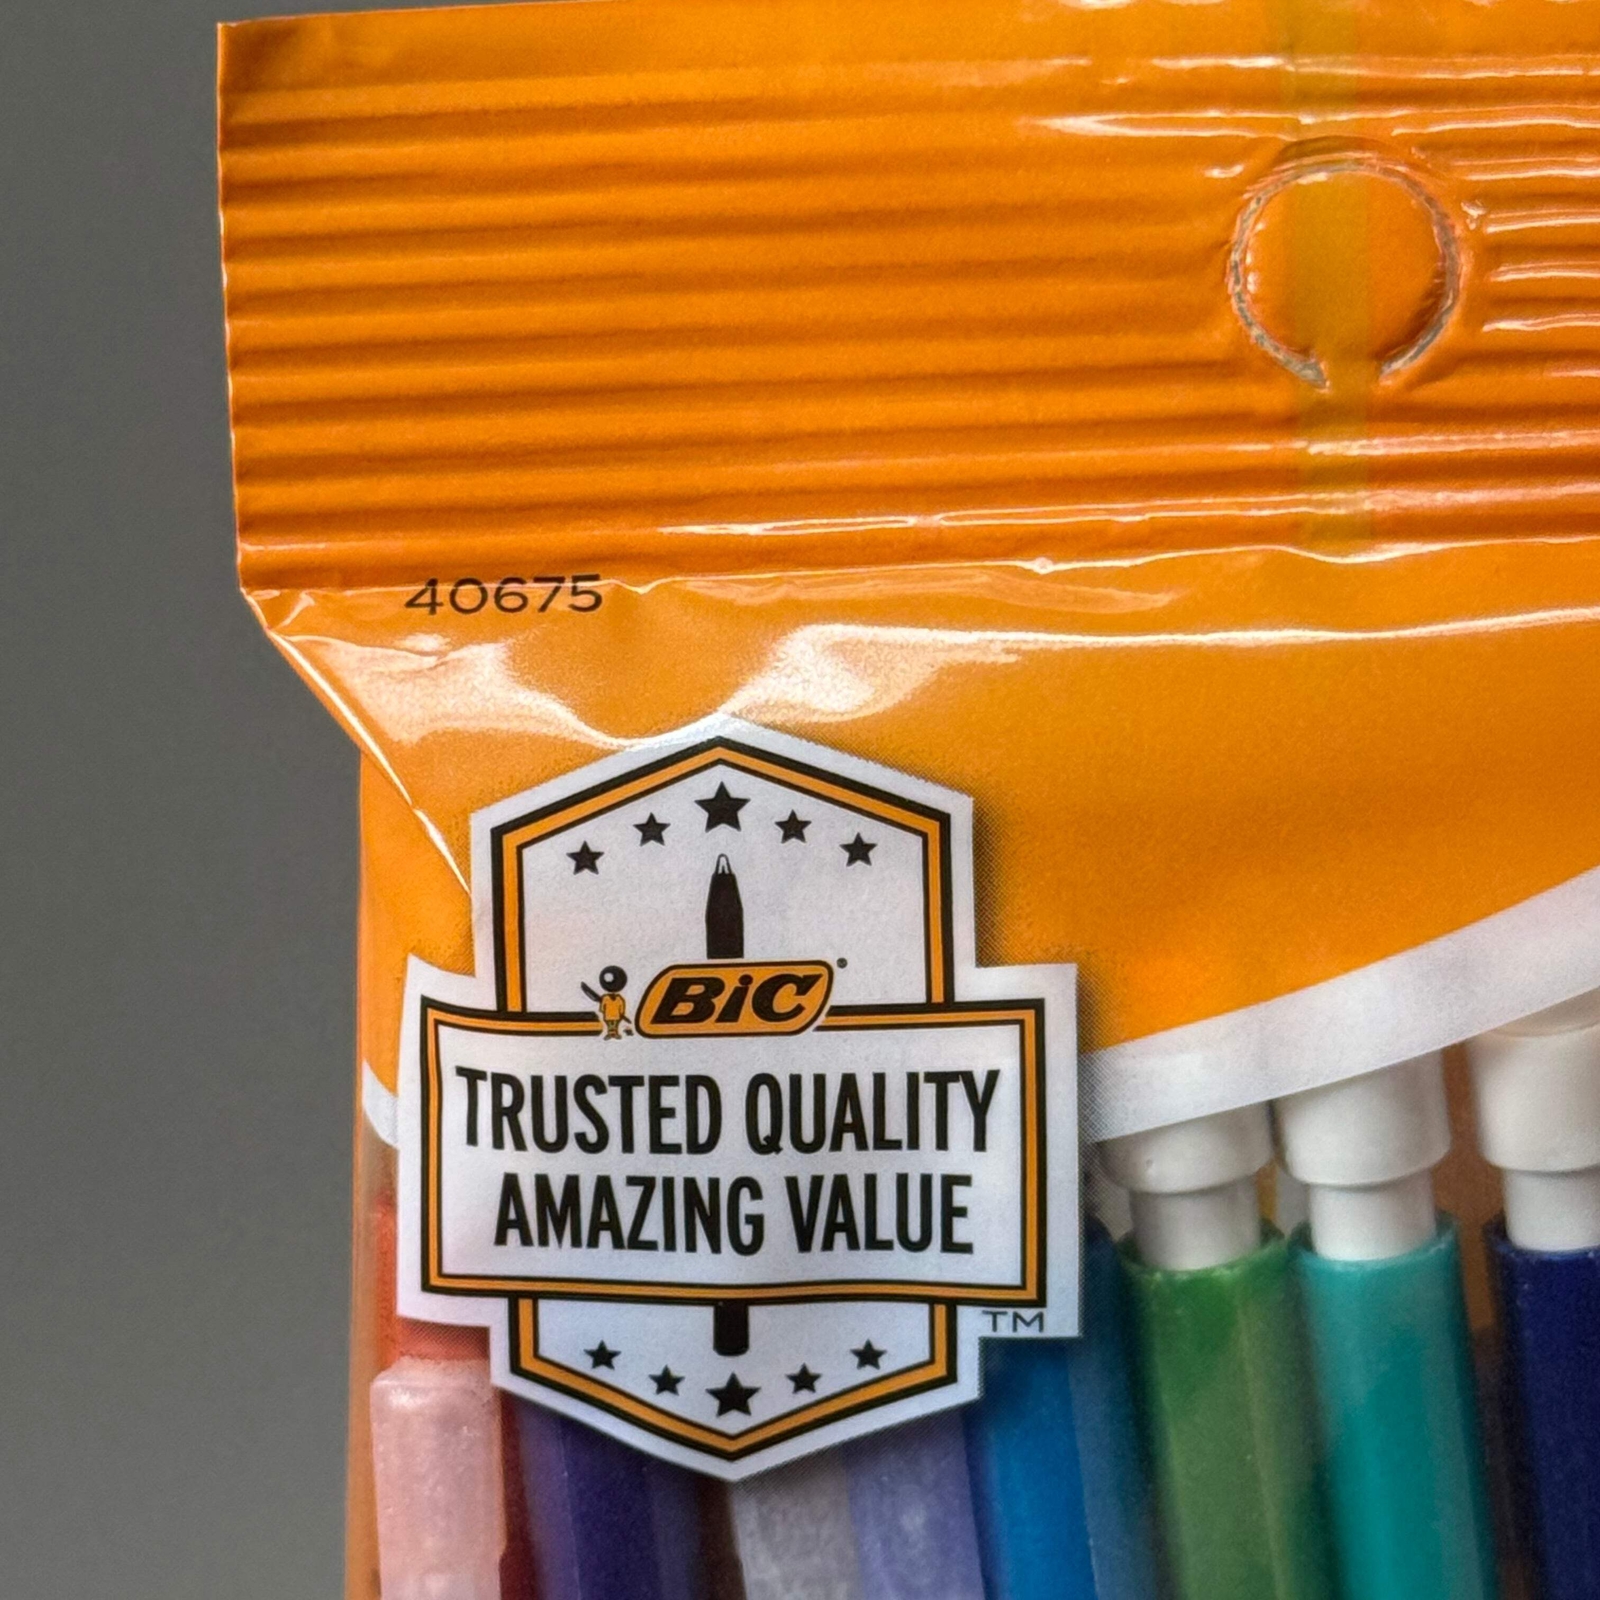 40675
BiC
TRUSTED QUALITY
AMAZING VALUE
TM